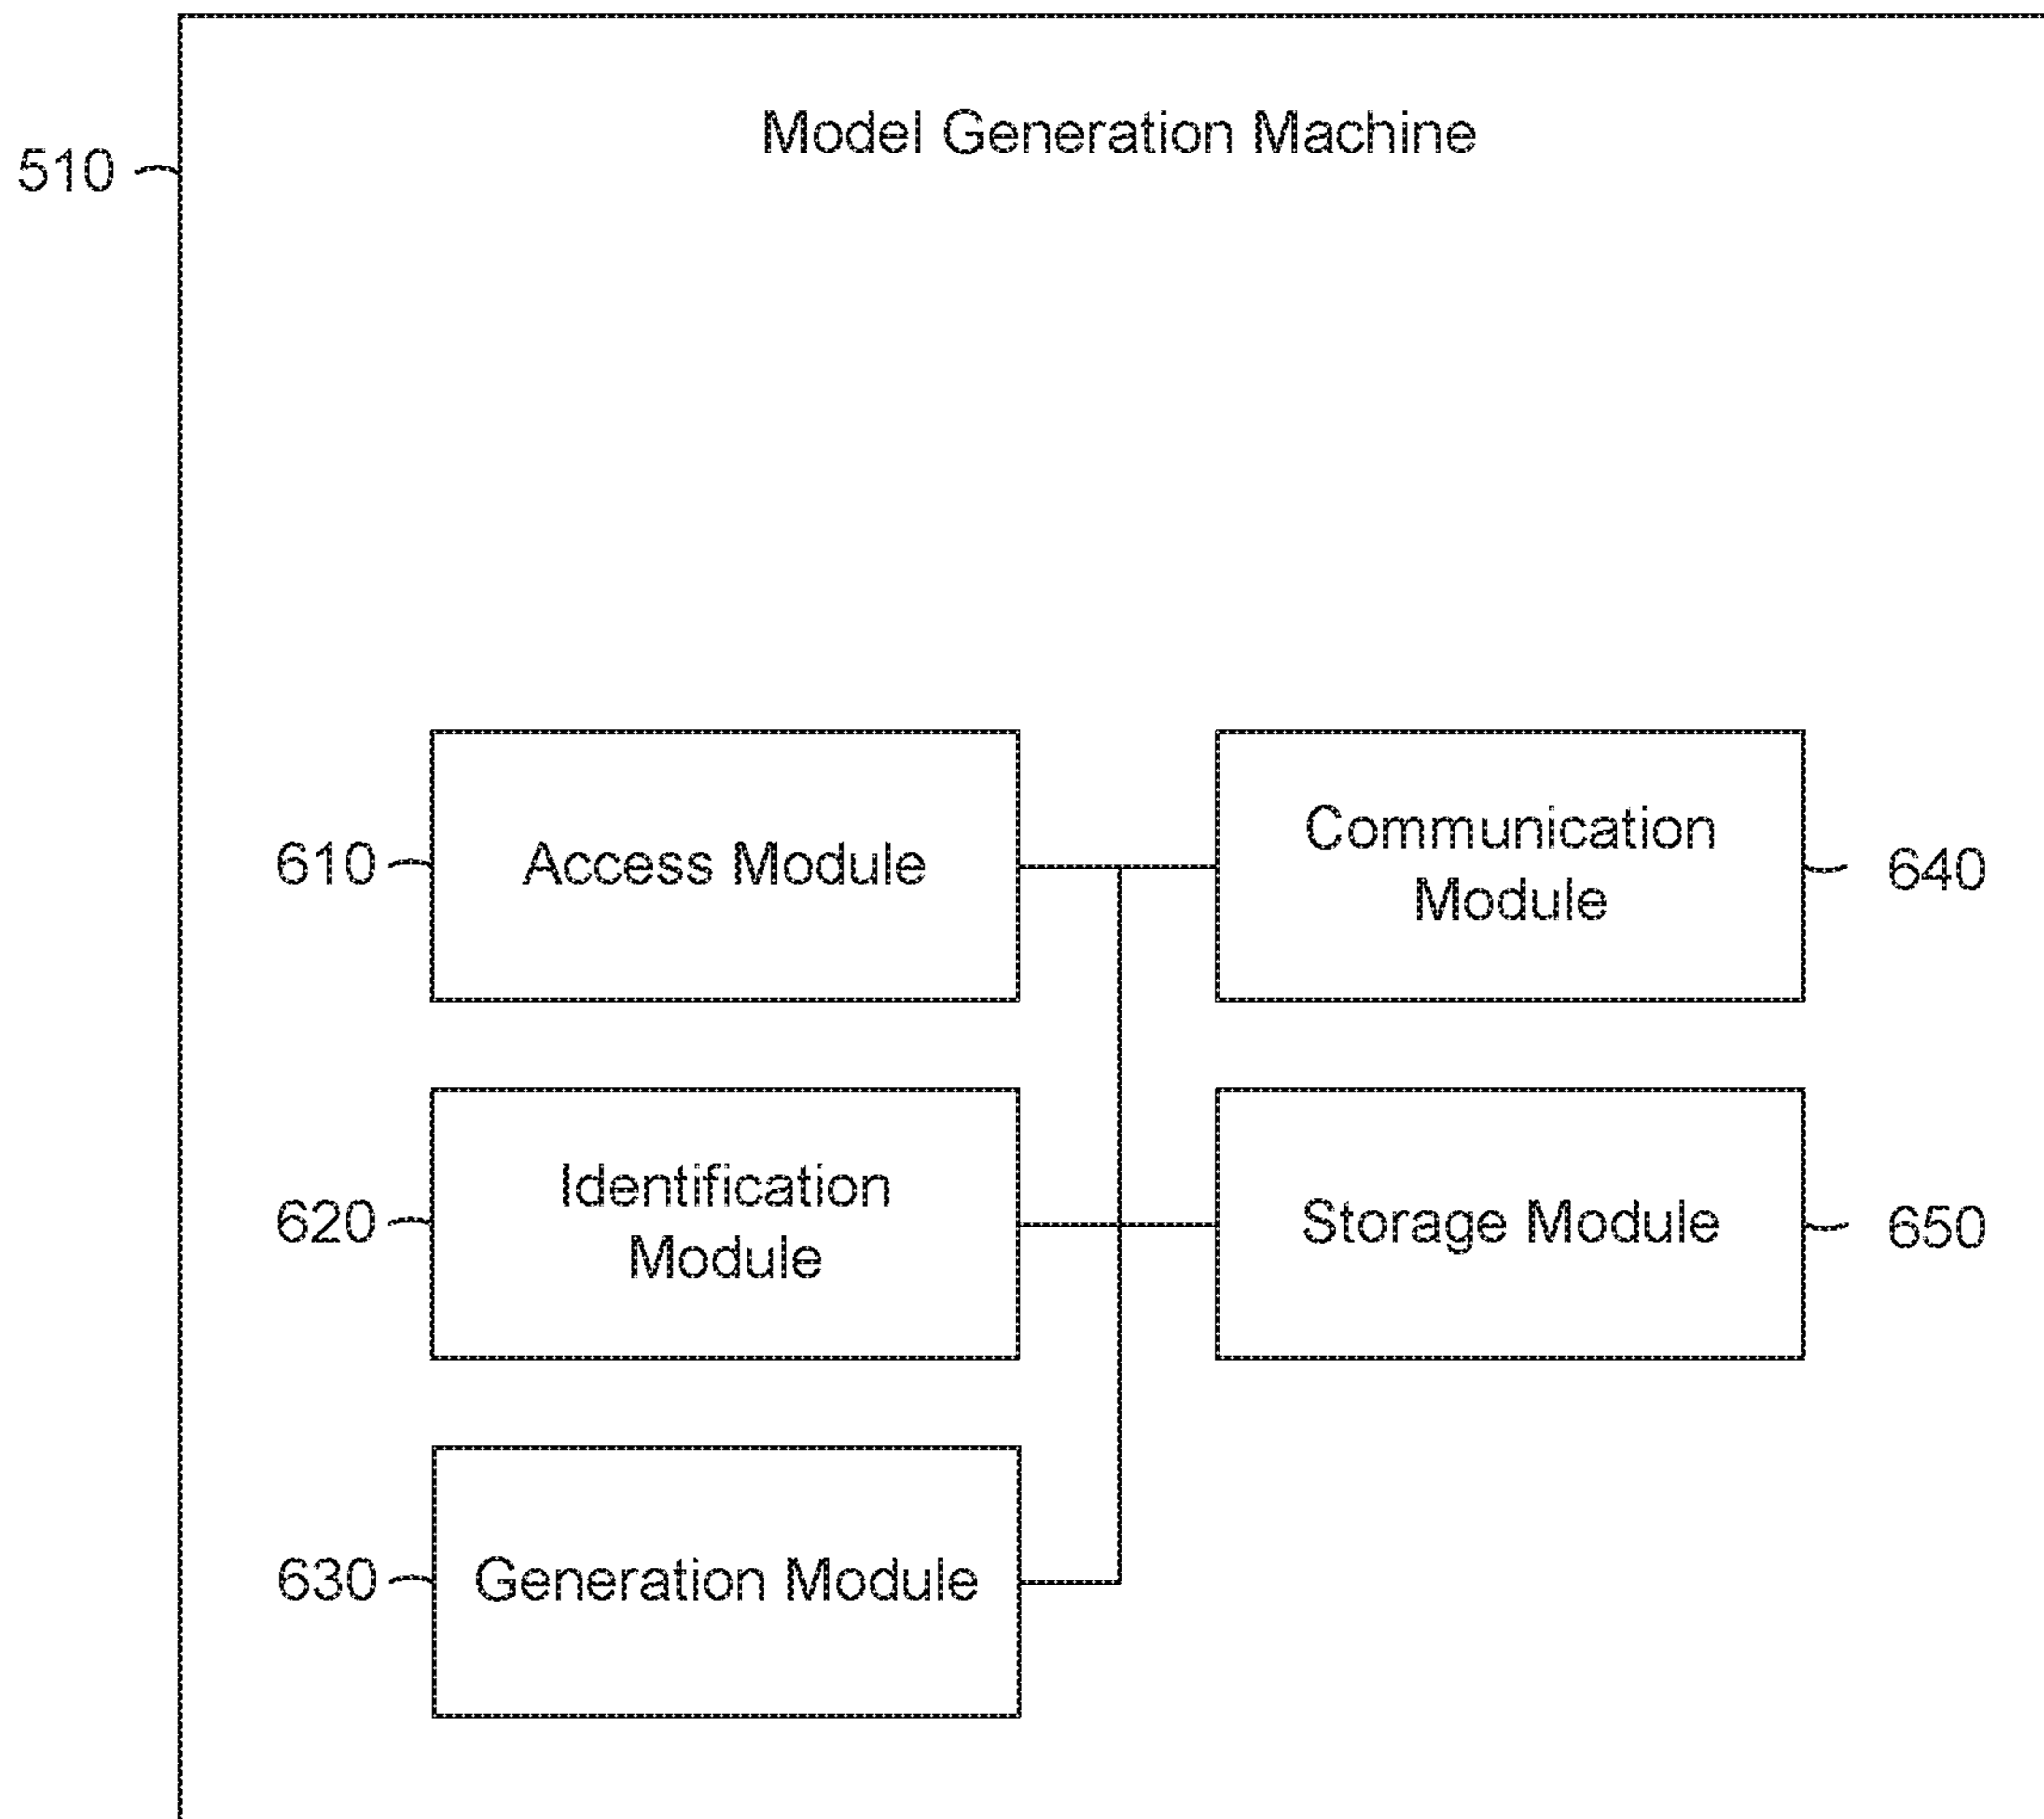 Model Generation Machine
510
610
Access Module
Communication
Module
640
620
Identification
Module
Storage Module
650
630
Generation Module